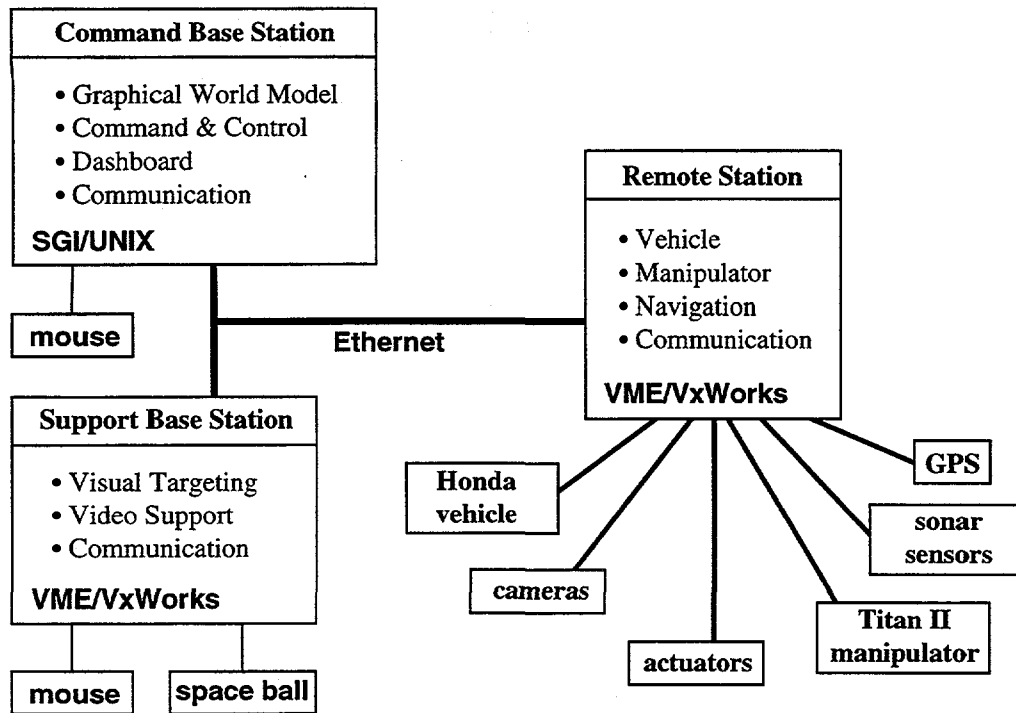 Command Base Station
• Graphical World Model
• Command & Control
• Dashboard
• Communication
SGI/UNIX
mouse
Ethernet
Remote Station
• Vehicle
• Manipulator
• Navigation
• Communication
VME/VxWorks
Support Base Station
• Visual Targeting
• Video Support
• Communication
VME/VxWorks
mouse
space ball
Honda
vehicle
cameras
actuators
Titan II
manipulator
sonar
sensors
GPS